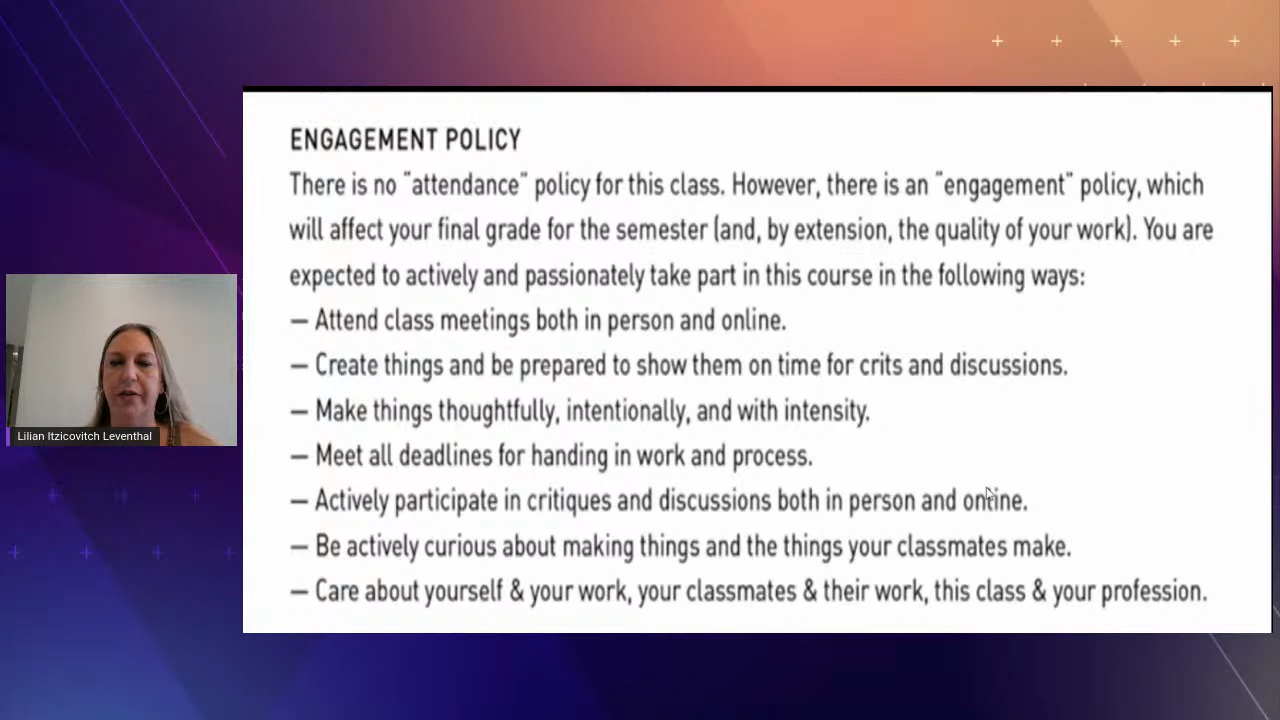 ENGAGEMENT POLICY
There is no "attendance" policy for this class. However, there is an "engagement" policy, which
will affect your final grade for the semester (and, by extension, the quality of your work). You are
expected to actively and passionately take part in this course in the following ways:
— Attend class meetings both in person and online.
— Create things and be prepared to show them on time for crits and discussions.
— Make things thoughtfully, intentionally, and with intensity.
— Meet all deadlines for handing in work and process.
— Actively participate in critiques and discussions both in person and online.
— Be actively curious about making things and the things your classmates make.
— Care about yourself & your work, your classmates & their work, this class & your profession.
Lilian Itzicovitch Leventhal